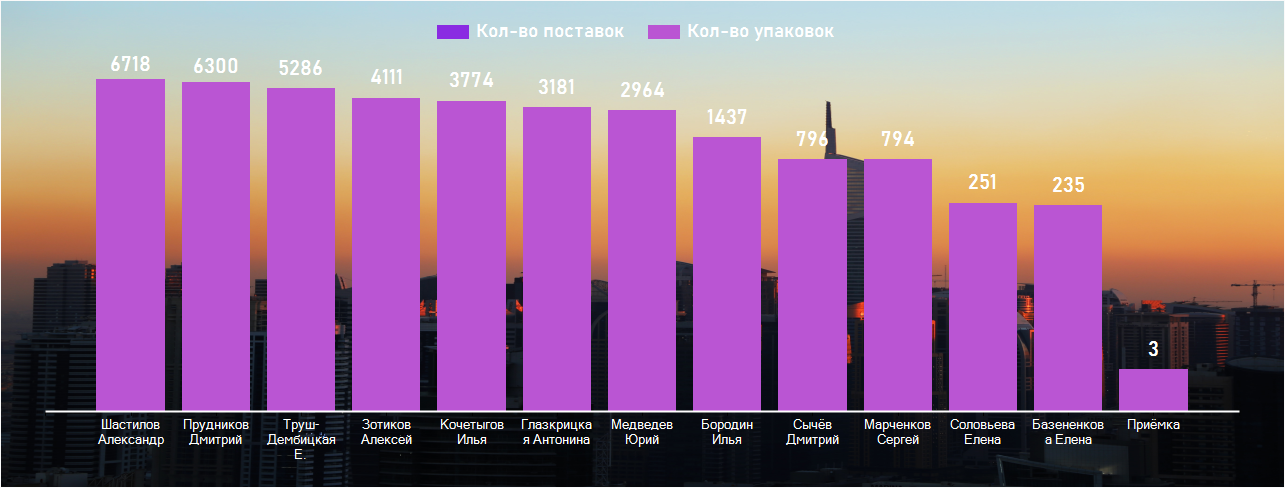 Кол-во поставок Кол-во упаковок
6718 6300 5286 4111 3774 3181 2964 1437 796 794 251 235 3
Шастилов
Александр
Прудников
Дмитрий
Труш-
Дембицкая
Е.
Зотиков
Алексей
Кочетыгов
Илья
Глазкрицка
я Антонина
Медведев
Юрий
Бородин
Илья
Сычёв
Дмитрий
Марченков
Сергей
Соловьева
Елена
Базененков
а Елена
Приёмка